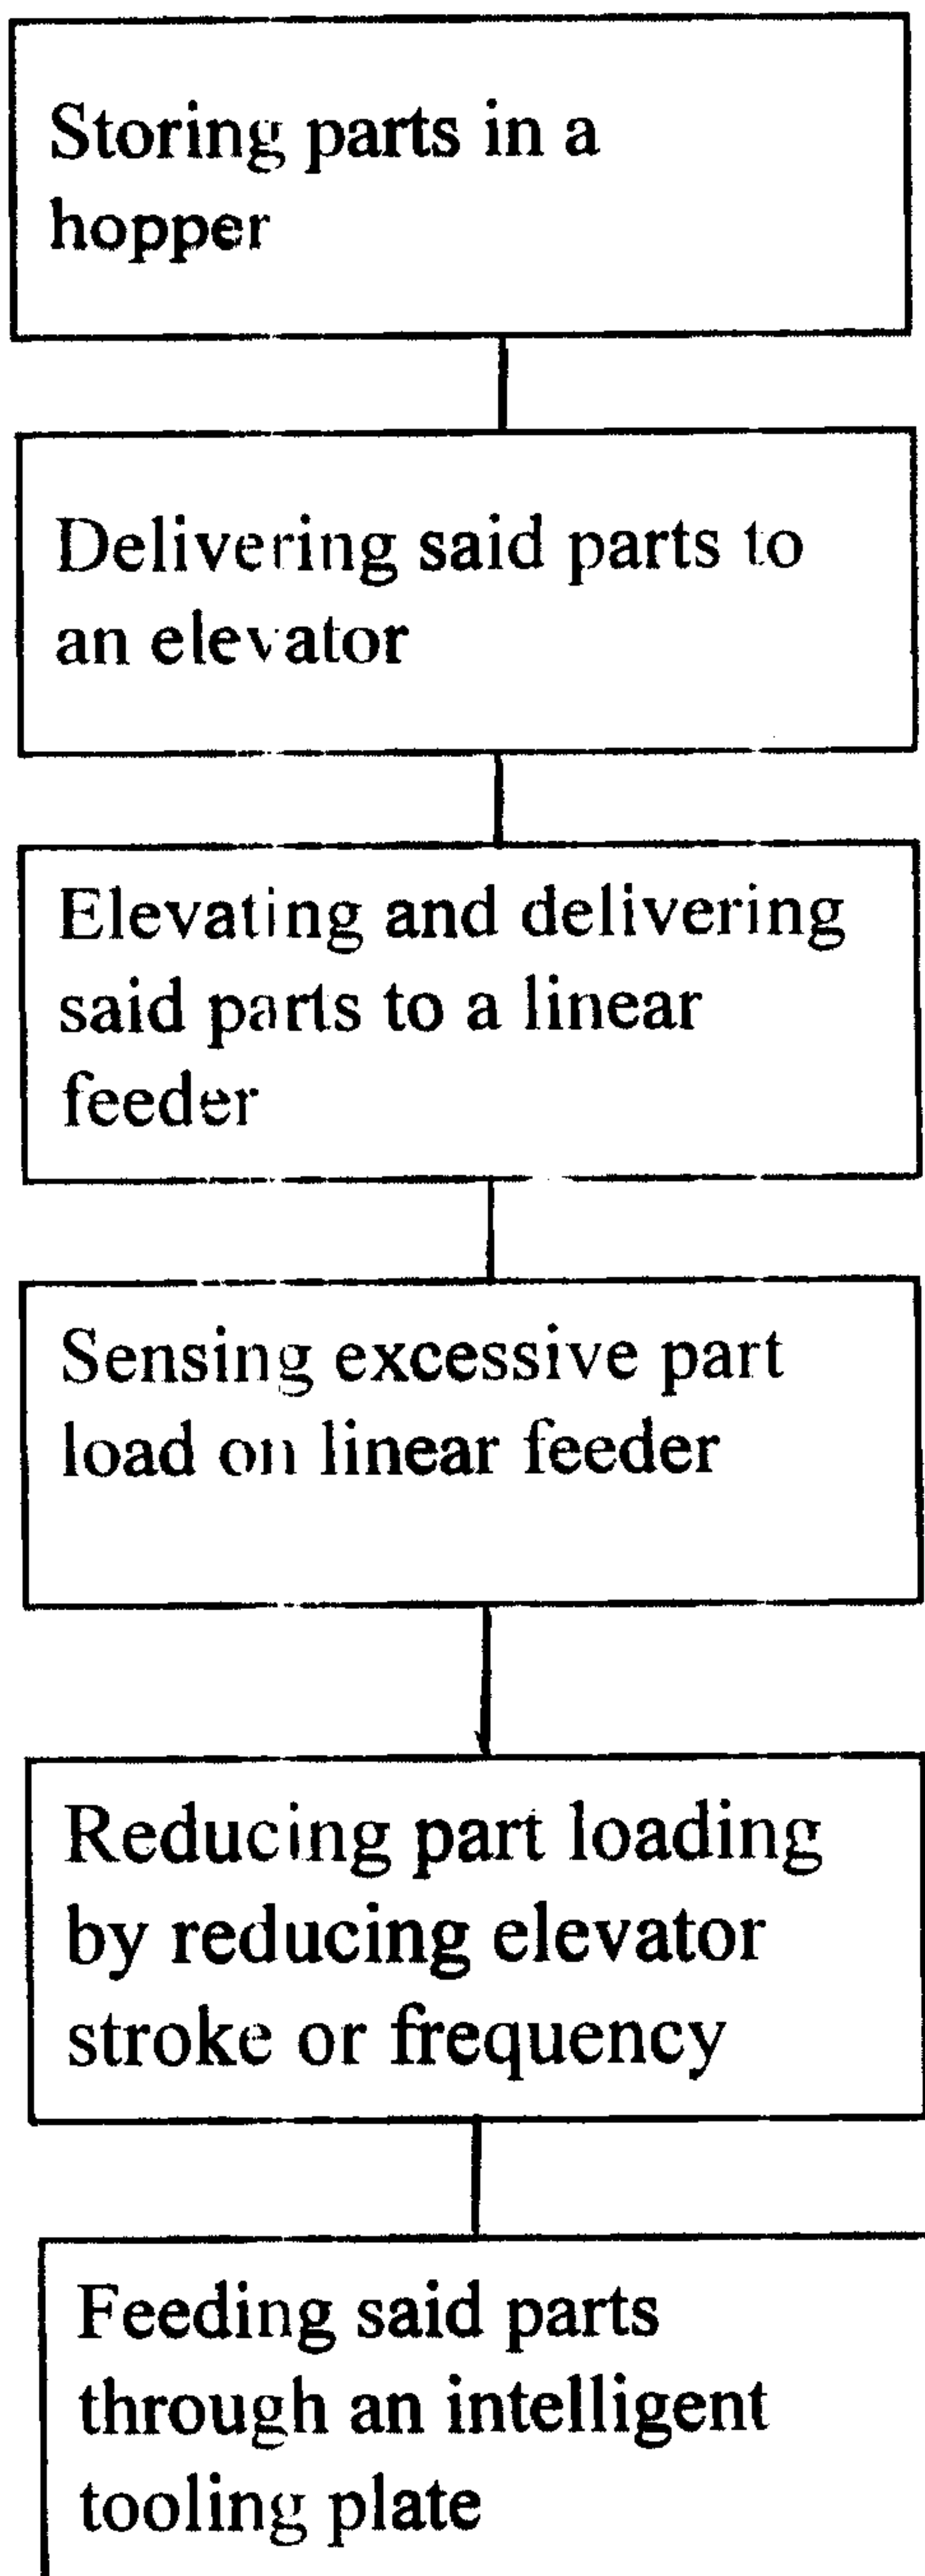 Storing parts in a
hopper
Delivering said parts to
an elevator
Elevating and delivering
said parts to a linear
feeder
Sensing excessive part
load on linear feeder
Reducing part loading
by reducing elevator
stroke or frequency
Feeding said parts
through an intelligent
tooling plate